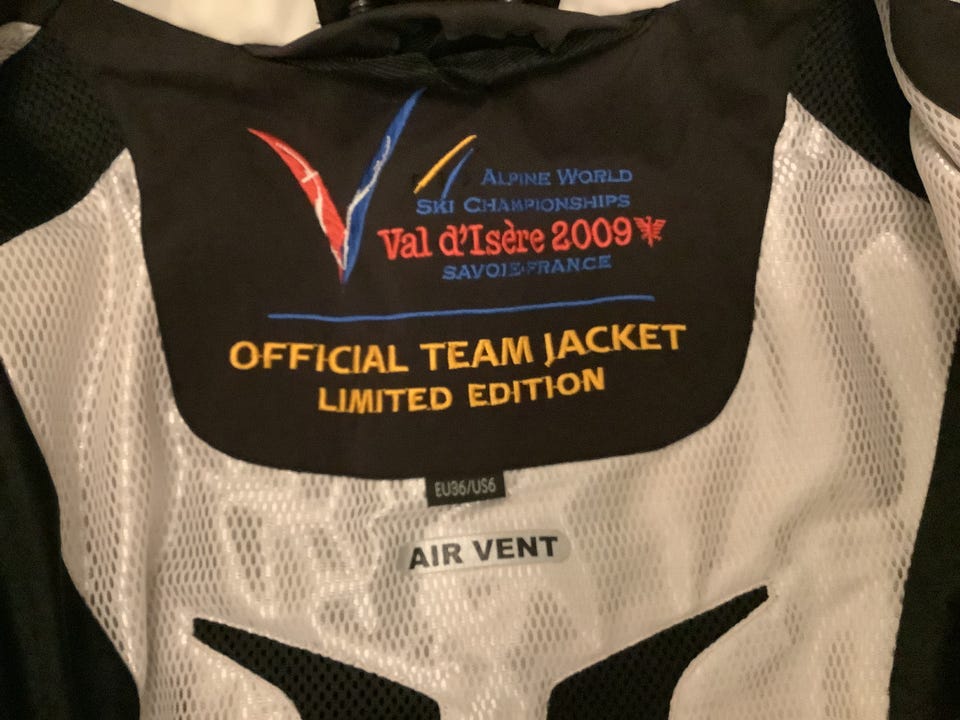 ALPINE WORLD
SKI CHAMPIONSHIPS
Val d'Isère 2009
SAVOIE-FRANCE
OFFICIAL TEAM JACKET
LIMITED EDITION
EU36/US6
AIR VENT